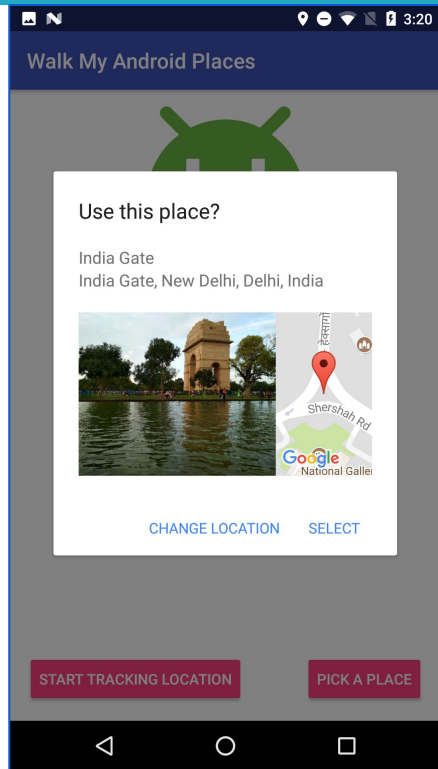 3:20
Walk My Android Places
Use this place?
India Gate
India Gate, New Delhi, Delhi, India
Shershah Rd
Google
National Galler
CHANGE LOCATION SELECT
START TRACKING LOCATION PICK A PLACE